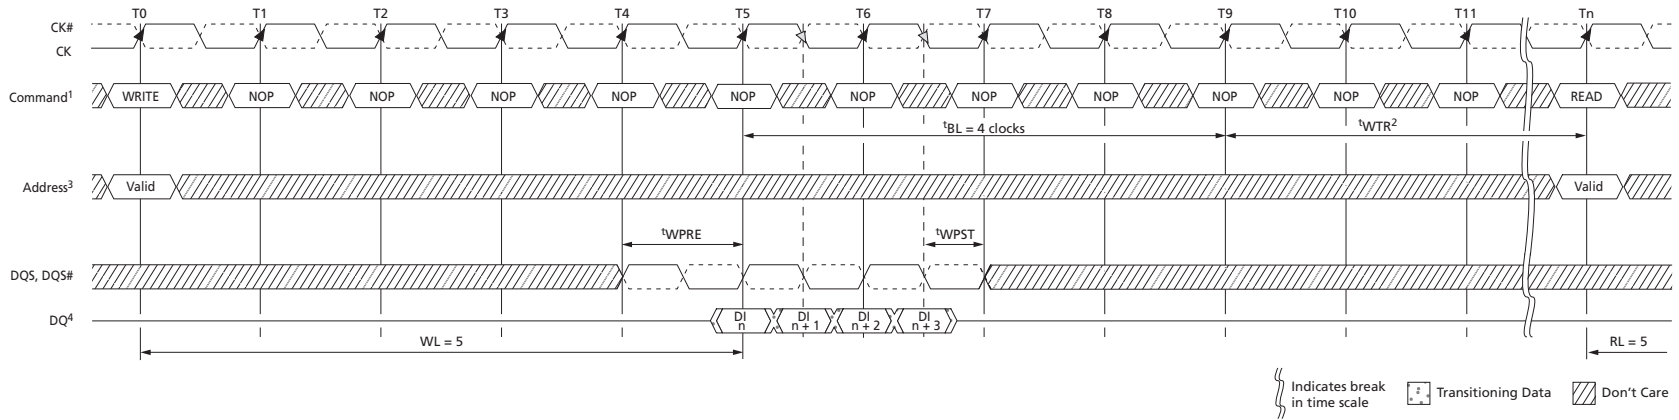 T0 T1 T2 T3 T4 T5 T6 T7 T8 T9 T10 T11 Tn
CK#
CK
Command1 WRITE NOP NOP NOP NOP NOP NOP NOP NOP NOP NOP NOP READ
tBL = 4 clocks tWTR2
Address3 Valid Valid
tWPRE tWPST
DQS, DQS#
DQ4 DI n DI n + 1 DI n + 2 DI n + 3
WL = 5 RL = 5
Indicates break in time scale Transitioning Data Don't Care